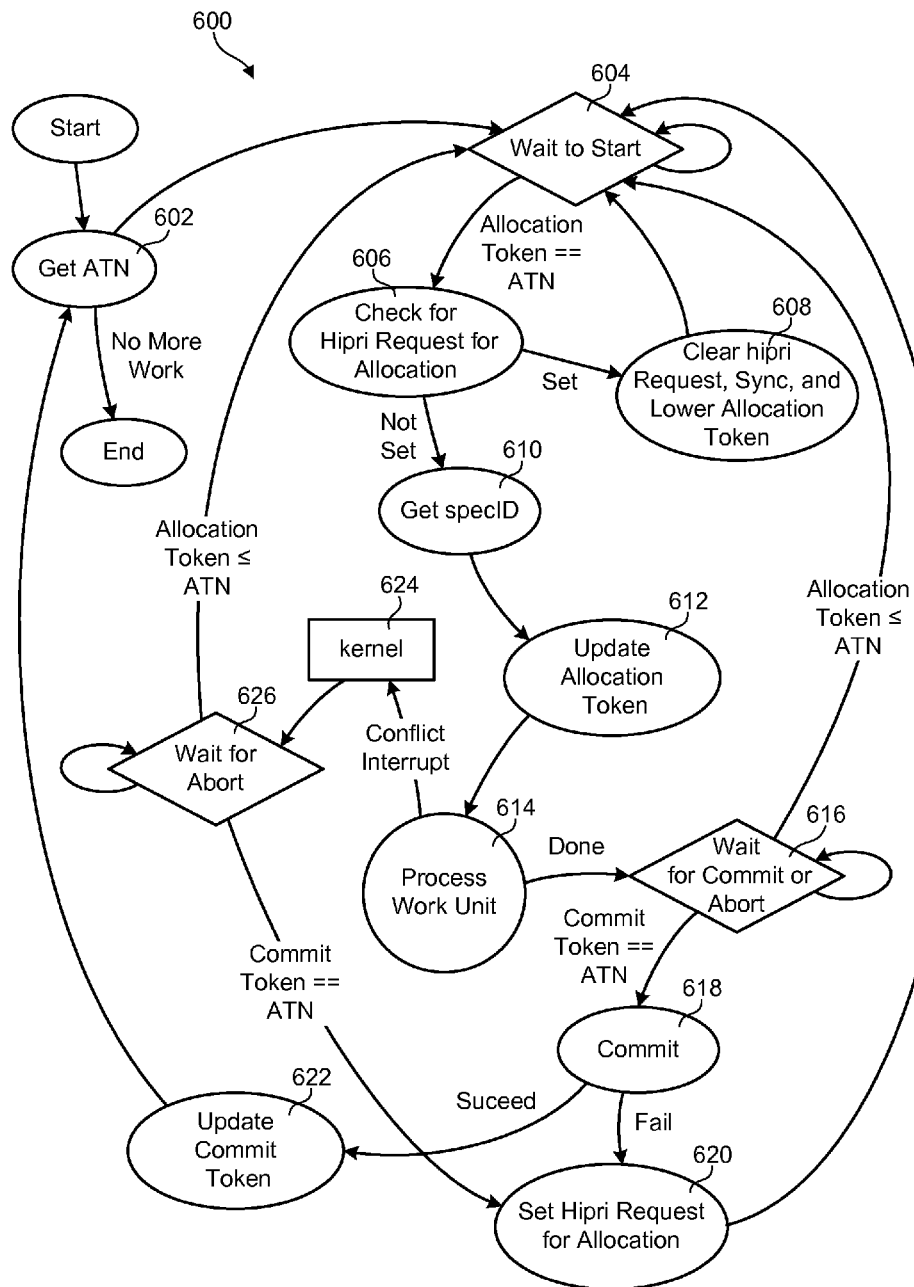 600
604
Start
Wait to Start
602
Get ATN
Allocation
Token ==
ATN
606
Check for
Hipri Request for
Allocation
608
Clear hipri
Request, Sync, and
Lower Allocation
Token
No More
Work
Set
End
Not
Set
610
Get specID
Allocation
Token ≤
ATN
Allocation
Token ≤
ATN
624
kernel
612
Update
Allocation
Token
626
Wait for
Abort
Conflict
Interrupt
614
Process
Work Unit
Done
616
Wait
for Commit or
Abort
Commit
Token ==
ATN
Commit
Token ==
ATN
618
Commit
622
Update
Commit
Token
Suceed
Fail
620
Set Hipri Request
for Allocation